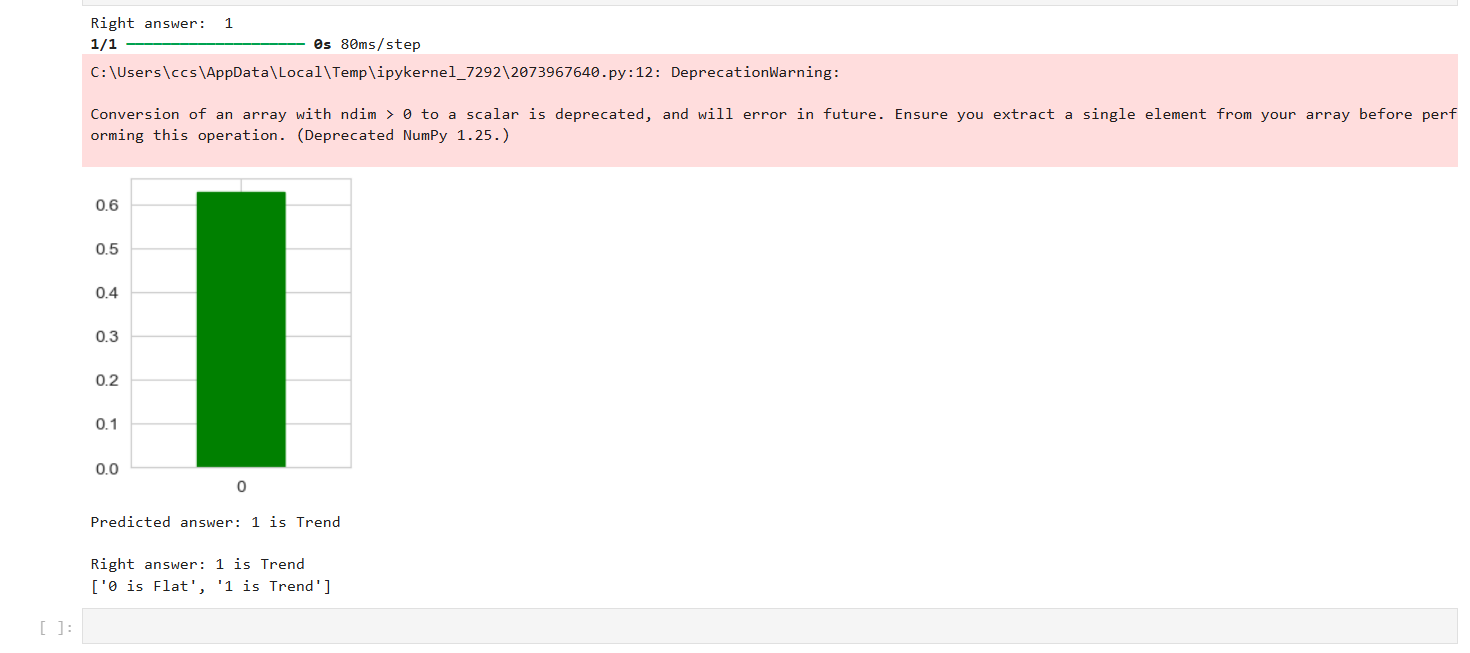 Right answer:  1
1/1 ━━━━━━━━━━━━━━━━━━━━ 0s 80ms/step
C:\Users\ccs\AppData\Local\Temp\ipykernel_7292\2073967640.py:12: DeprecationWarning:
Conversion of an array with ndim > 0 to a scalar is deprecated, and will error in future. Ensure you extract a single element from your array before perf
orming this operation. (Deprecated NumPy 1.25.)
0.6
0.5
0.4
0.3
0.2
0.1
0.0
0
Predicted answer: 1 is Trend
Right answer: 1 is Trend
['0 is Flat', '1 is Trend']
[ ]: